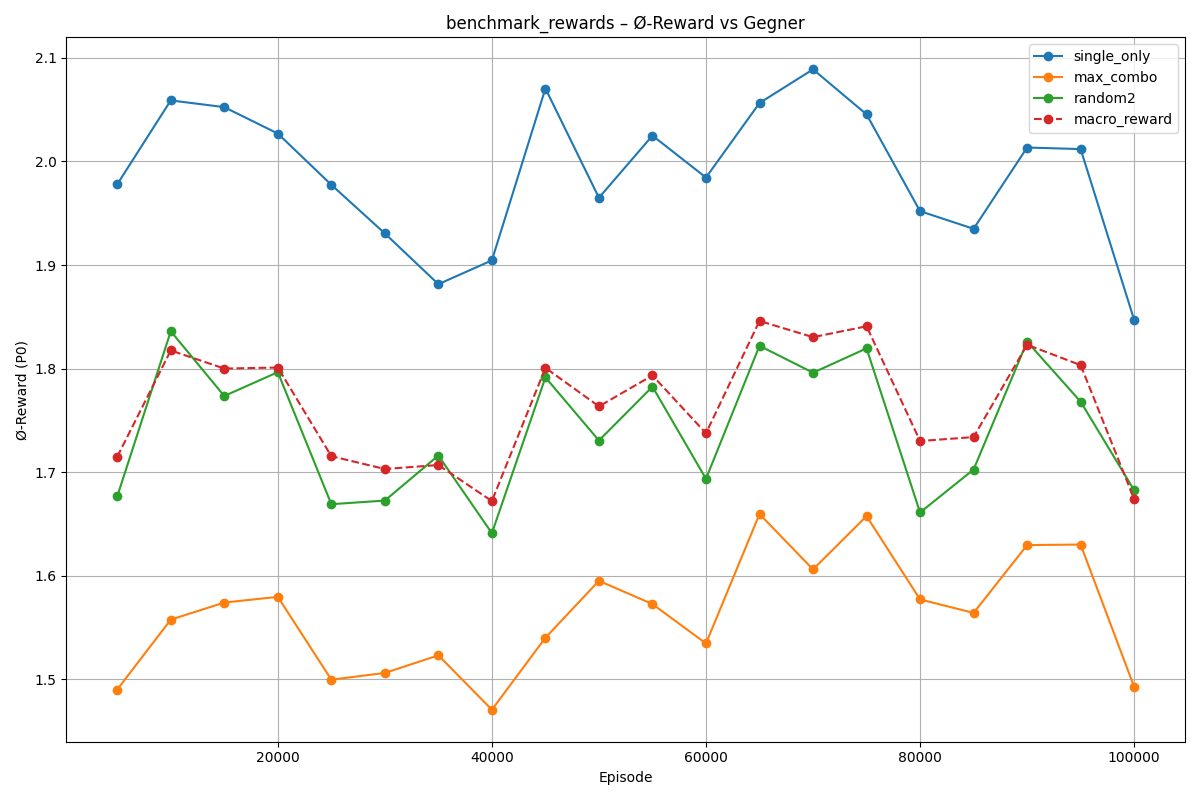 benchmark_rewards – Ø-Reward vs Gegner
single_only
max_combo
random2
macro_reward
2.1
2.0
1.9
1.8
1.7
1.6
1.5
Ø-Reward (P0)
20000 40000 60000 80000 100000
Episode